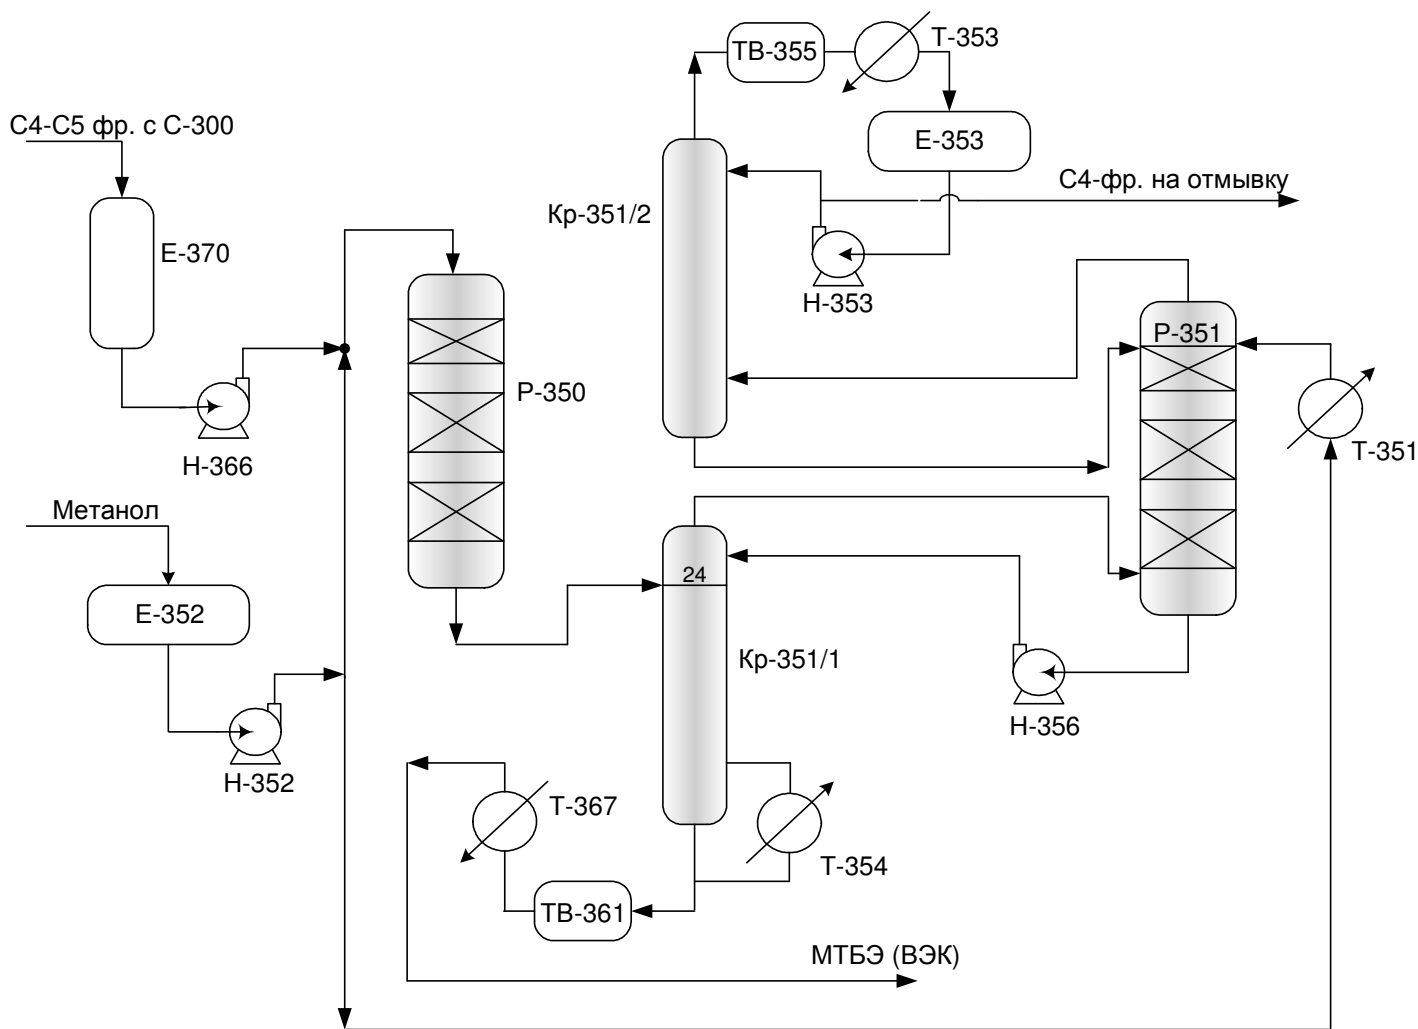 ТВ-355
Т-353
С4-С5 фр. с С-300
Е-353
С4-фр. на отмывку
Кр-351/2
Е-370
Н-353
Р-351
Р-350
Т-351
Н-366
Метанол
24
Е-352
Кр-351/1
Н-356
Н-352
Т-367
Т-354
ТВ-361
МТБЭ (ВЭК)